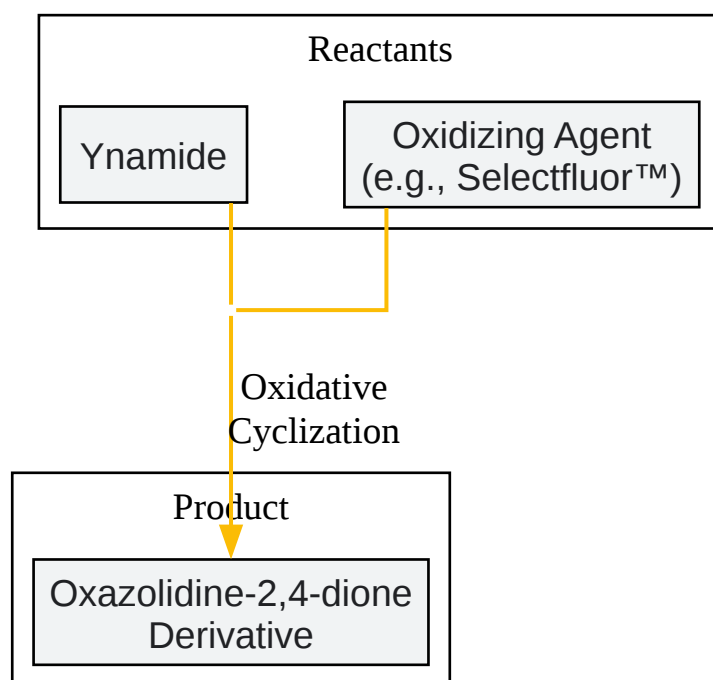 Reactants
Ynamide
Oxidizing Agent
(e.g., Selectfluor™)
Oxidative
Cyclization
Product
Oxazolidine-2,4-dione
Derivative